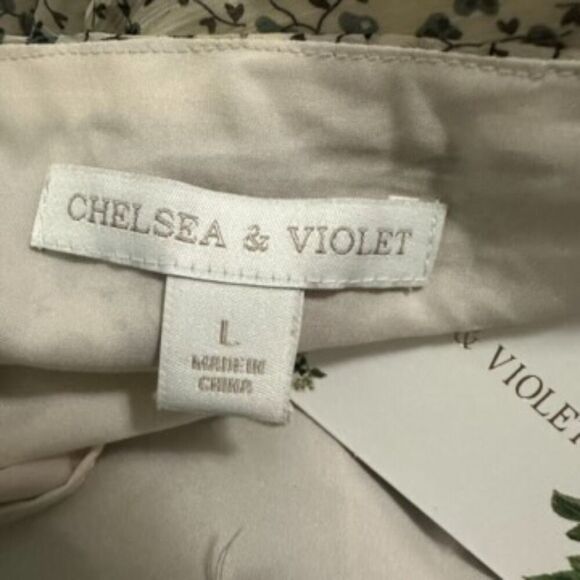 CHELSEA & VIOLET
L
MADE IN
CHINA
& VIOLET